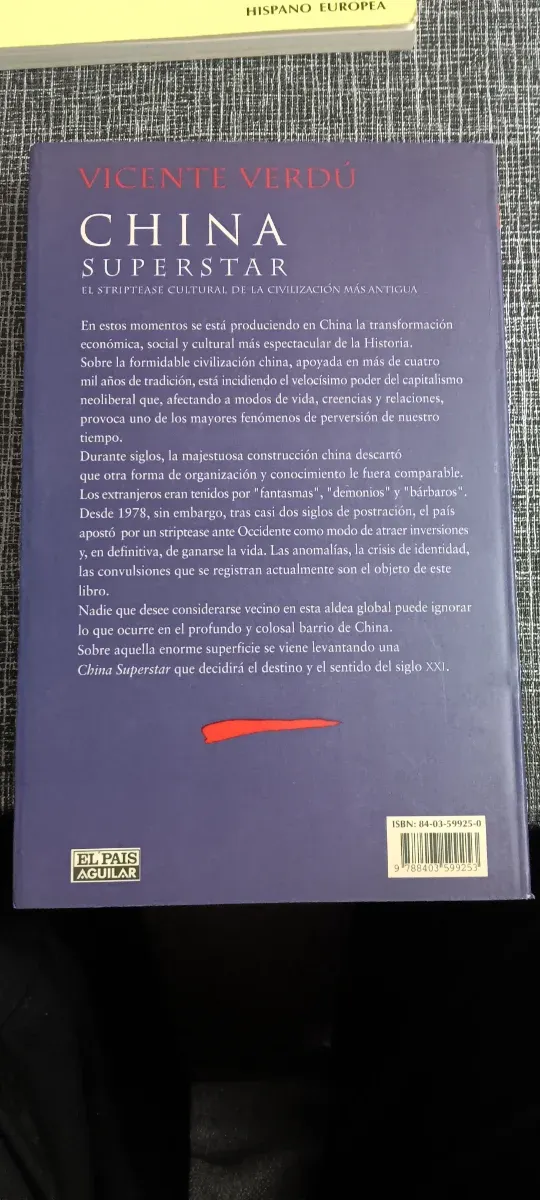 HISPANO EUROPEA
VICENTE VERDÚ
CHINA
SUPERSTAR
EL STRIPTEASE CULTURAL DE LA CIVILIZACIÓN MÁS ANTIGUA
En estos momentos se está produciendo en China la transformación
económica, social y cultural más espectacular de la Historia.
Sobre la formidable civilización china, apoyada en más de cuatro
mil años de tradición, está incidiendo el velocísimo poder del capitalismo
neoliberal que, afectando a modos de vida, creencias y relaciones,
provoca uno de los mayores fenómenos de perversión de nuestro
tiempo.
Durante siglos, la majestuosa construcción china descartó
que otra forma de organización y conocimiento le fuera comparable.
Los extranjeros eran tenidos por "fantasmas", "demonios" y "bárbaros".
Desde 1978, sin embargo, tras casi dos siglos de postración, el país
apostó por un striptease ante Occidente como modo de atraer inversiones
y, en definitiva, de ganarse la vida. Las anomalías, la crisis de identidad,
las convulsiones que se registran actualmente son el objeto de este
libro.
Nadie que desee considerarse vecino en esta aldea global puede ignorar
lo que ocurre en el profundo y colosal barrio de China.
Sobre aquella enorme superficie se viene levantando una
China Superstar que decidirá el destino y el sentido del siglo XXI.
ISBN: 84-03-59925-0
9 788403 599253
EL PAIS
AGUILAR